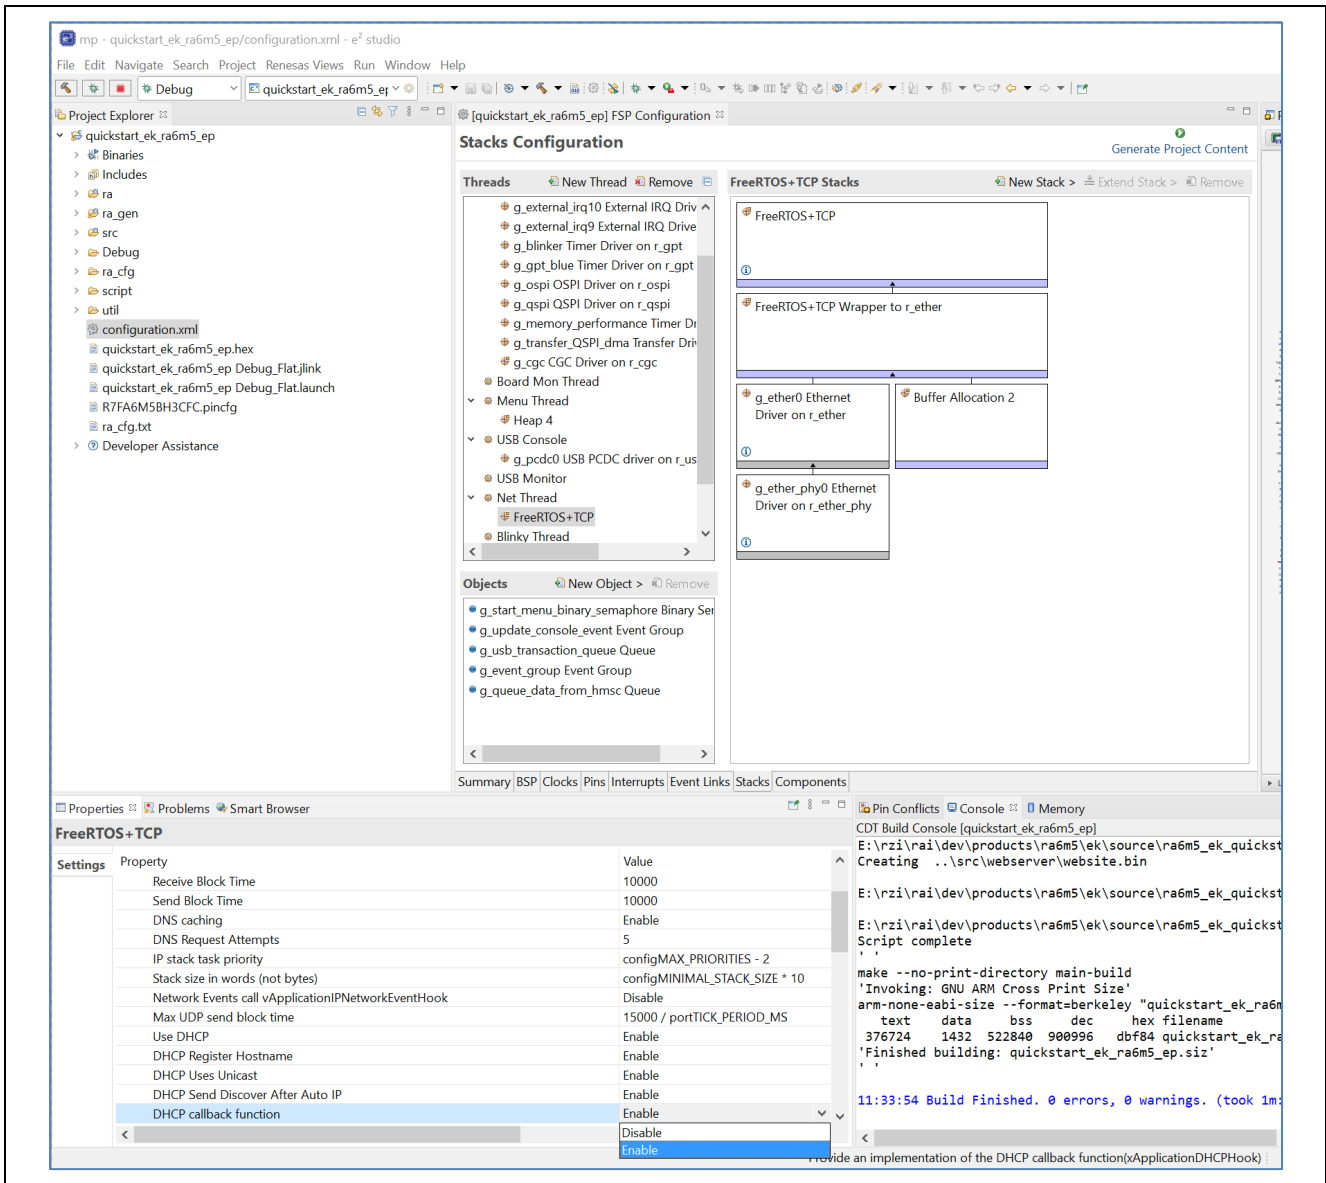 mp - quickstart_ek_ra6m5_ep/configuration.xml - e² studio
File Edit Navigate Search Project Renesas Views Run Window Help
Debug
quickstart_ek_ra6m5_ep
Project Explorer
quickstart_ek_ra6m5_ep
Binaries
Includes
ra
ra_gen
src
Debug
ra_cfg
script
util
configuration.xml
quickstart_ek_ra6m5_ep.hex
quickstart_ek_ra6m5_ep Debug_Flat.jlink
quickstart_ek_ra6m5_ep Debug_Flat.launch
R7FA6M5BH3CFC.pincfg
ra_cfg.txt
Developer Assistance
[quickstart_ek_ra6m5_ep] FSP Configuration
Stacks Configuration
Generate Project Content
Threads New Thread Remove
g_external_irq10 External IRQ Driv
g_external_irq9 External IRQ Drive
g_blinker Timer Driver on r_gpt
g_gpt_blue Timer Driver on r_gpt
g_ospi OSPI Driver on r_ospi
g_qspi QSPI Driver on r_qspi
g_memory_performance Timer Dr
g_transfer_QSPI_dma Transfer Driv
g_cgc CGC Driver on r_cgc
Board Mon Thread
Menu Thread
Heap 4
USB Console
g_pcdc0 USB PCDC driver on r_us
USB Monitor
Net Thread
FreeRTOS+TCP
Blinky Thread
Objects New Object > Remove
g_start_menu_binary_semaphore Binary Ser
g_update_console_event Event Group
g_usb_transaction_queue Queue
g_event_group Event Group
g_queue_data_from_hmsc Queue
FreeRTOS+TCP Stacks New Stack > Extend Stack > Remove
FreeRTOS+TCP
FreeRTOS+TCP Wrapper to r_ether
g_ether0 Ethernet
Driver on r_ether
Buffer Allocation 2
g_ether_phy0 Ethernet
Driver on r_ether_phy
Summary BSP Clocks Pins Interrupts Event Links Stacks Components
Properties Problems Smart Browser
FreeRTOS+TCP
Settings
Property Value
Receive Block Time 10000
Send Block Time 10000
DNS caching Enable
DNS Request Attempts 5
IP stack task priority configMAX_PRIORITIES - 2
Stack size in words (not bytes) configMINIMAL_STACK_SIZE * 10
Network Events call vApplicationIPNetworkEventHook Disable
Max UDP send block time 15000 / portTICK_PERIOD_MS
Use DHCP Enable
DHCP Register Hostname Enable
DHCP Uses Unicast Enable
DHCP Send Discover After Auto IP Enable
DHCP callback function Enable
Disable
Enable
Pin Conflicts Console Memory
CDT Build Console [quickstart_ek_ra6m5_ep]
E:\rzi\rai\dev\products\ra6m5\ek\source\ra6m5_ek_quickst
Creating ..\src\webserver\website.bin
E:\rzi\rai\dev\products\ra6m5\ek\source\ra6m5_ek_quickst
E:\rzi\rai\dev\products\ra6m5\ek\source\ra6m5_ek_quickst
Script complete
' '
make --no-print-directory main-build
'Invoking: GNU ARM Cross Print Size'
arm-none-eabi-size --format=berkeley "quickstart_ek_ra6m
text data bss dec hex filename
376724 1432 522840 900996 dbf84 quickstart_ek_ra
'Finished building: quickstart_ek_ra6m5_ep.siz'
' '
11:33:54 Build Finished. 0 errors, 0 warnings. (took 1m:
Provide an implementation of the DHCP callback function(xApplicationDHCPHook)